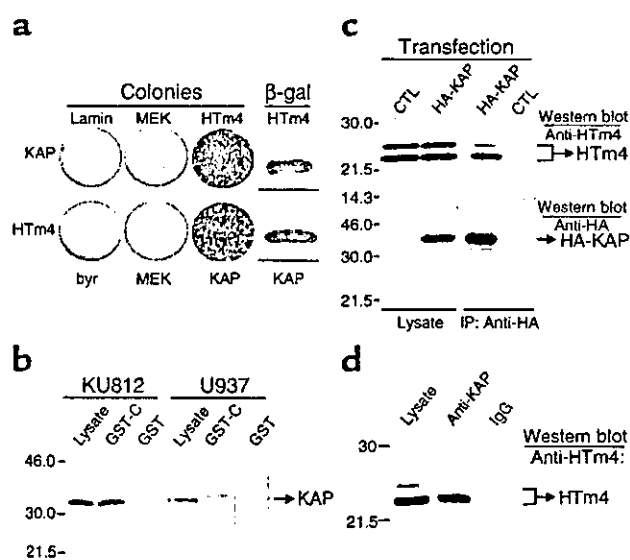 a
Colonies
β-gal
Lamin MEK HTm4 HTm4
KAP
HTm4
byr MEK KAP KAP
b
KU812 U937
Lysate GST-C GST Lysate GST-C GST
46.0-
→KAP
30.0-
21.5-
c
Transfection
CTL HA-KAP HA-KAP CTL
30.0-
Western blot
Anti-HTm4
→HTm4
21.5-
14.3-
46.0-
Western blot
Anti-HA
→HA-KAP
30.0-
21.5-
Lysate IP: Anti-HA
d
Lysate Anti-KAP IgG
30-
Western blot
Anti-HTm4:
→HTm4
21.5-